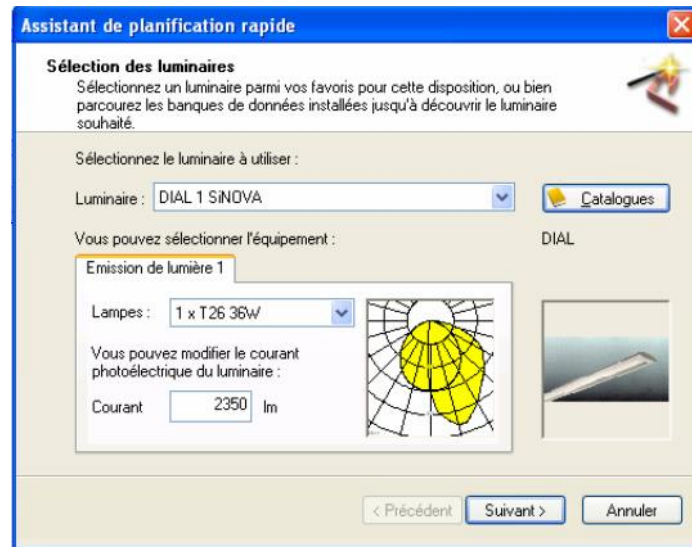 Assistant de planification rapide
Sélection des luminaires
Sélectionnez un luminaire parmi vos favoris pour cette disposition, ou bien
parcourez les banques de données installées jusqu'à découvrir le luminaire
souhaité.
Sélectionnez le luminaire à utiliser :
Luminaire : DIAL 1 SiNOVA Catalogues
Vous pouvez sélectionner l'équipement : DIAL
Emission de lumière 1
Lampes : 1 x T26 36W
Vous pouvez modifier le courant
photoélectrique du luminaire :
Courant 2350 lm
< Précédent Suivant > Annuler